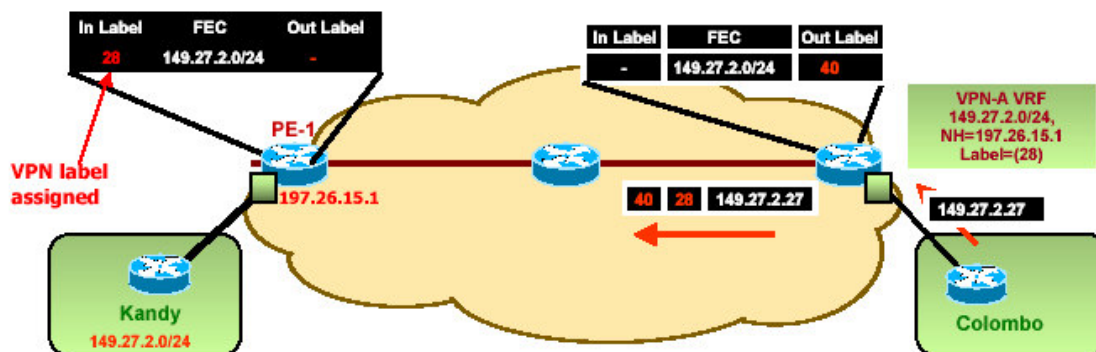 In Label FEC Out Label
28 149.27.2.0/24 -
In Label FEC Out Label
- 149.27.2.0/24 40
VPN-A VRF
149.27.2.0/24,
NH=197.26.15.1
Label=(28)
PE-1
VPN label
assigned
197.26.15.1
40 28 149.27.2.27
149.27.2.27
Kandy
149.27.2.0/24
Colombo